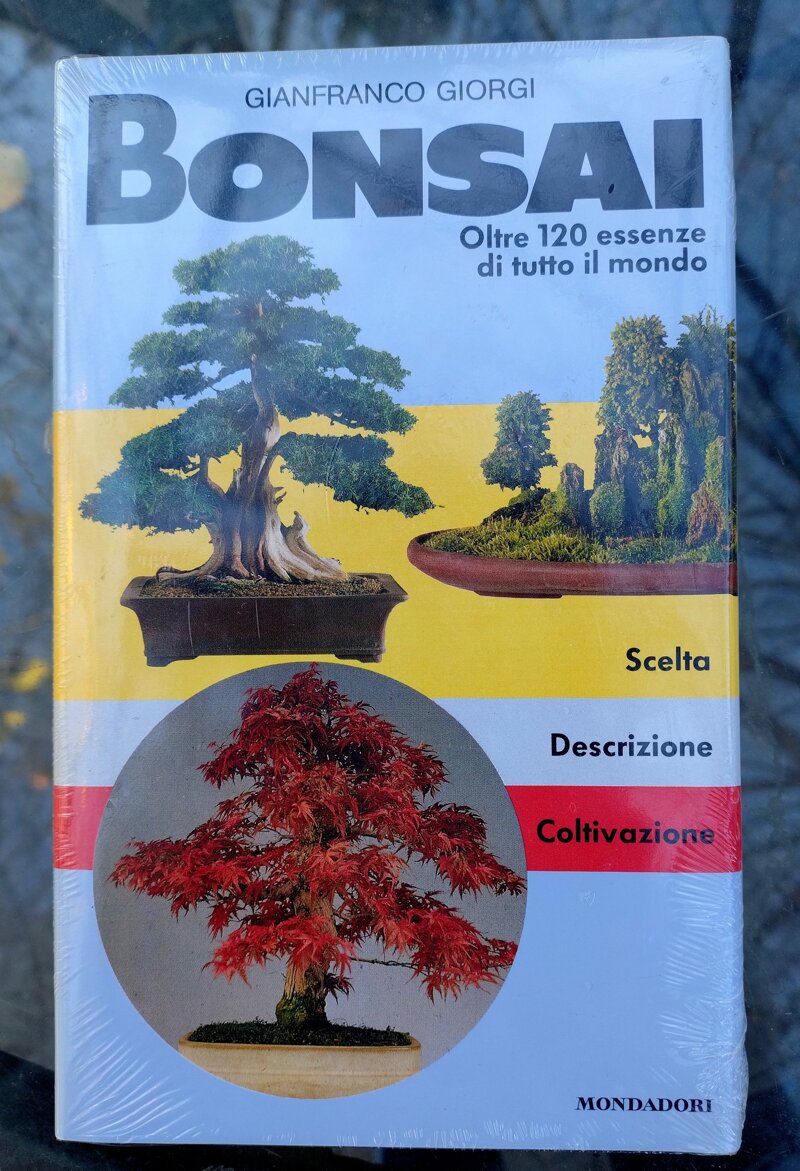 GIANFRANCO GIORGI
BONSAI
Oltre 120 essenze
di tutto il mondo
Scelta
Descrizione
Coltivazione
MONDADORI